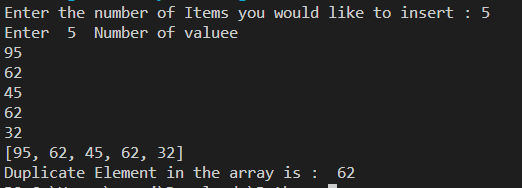 Enter the number of Items you would like to insert : 5
Enter  5  Number of valuee
95
62
45
62
32
[95, 62, 45, 62, 32]
Duplicate Element in the array is :  62